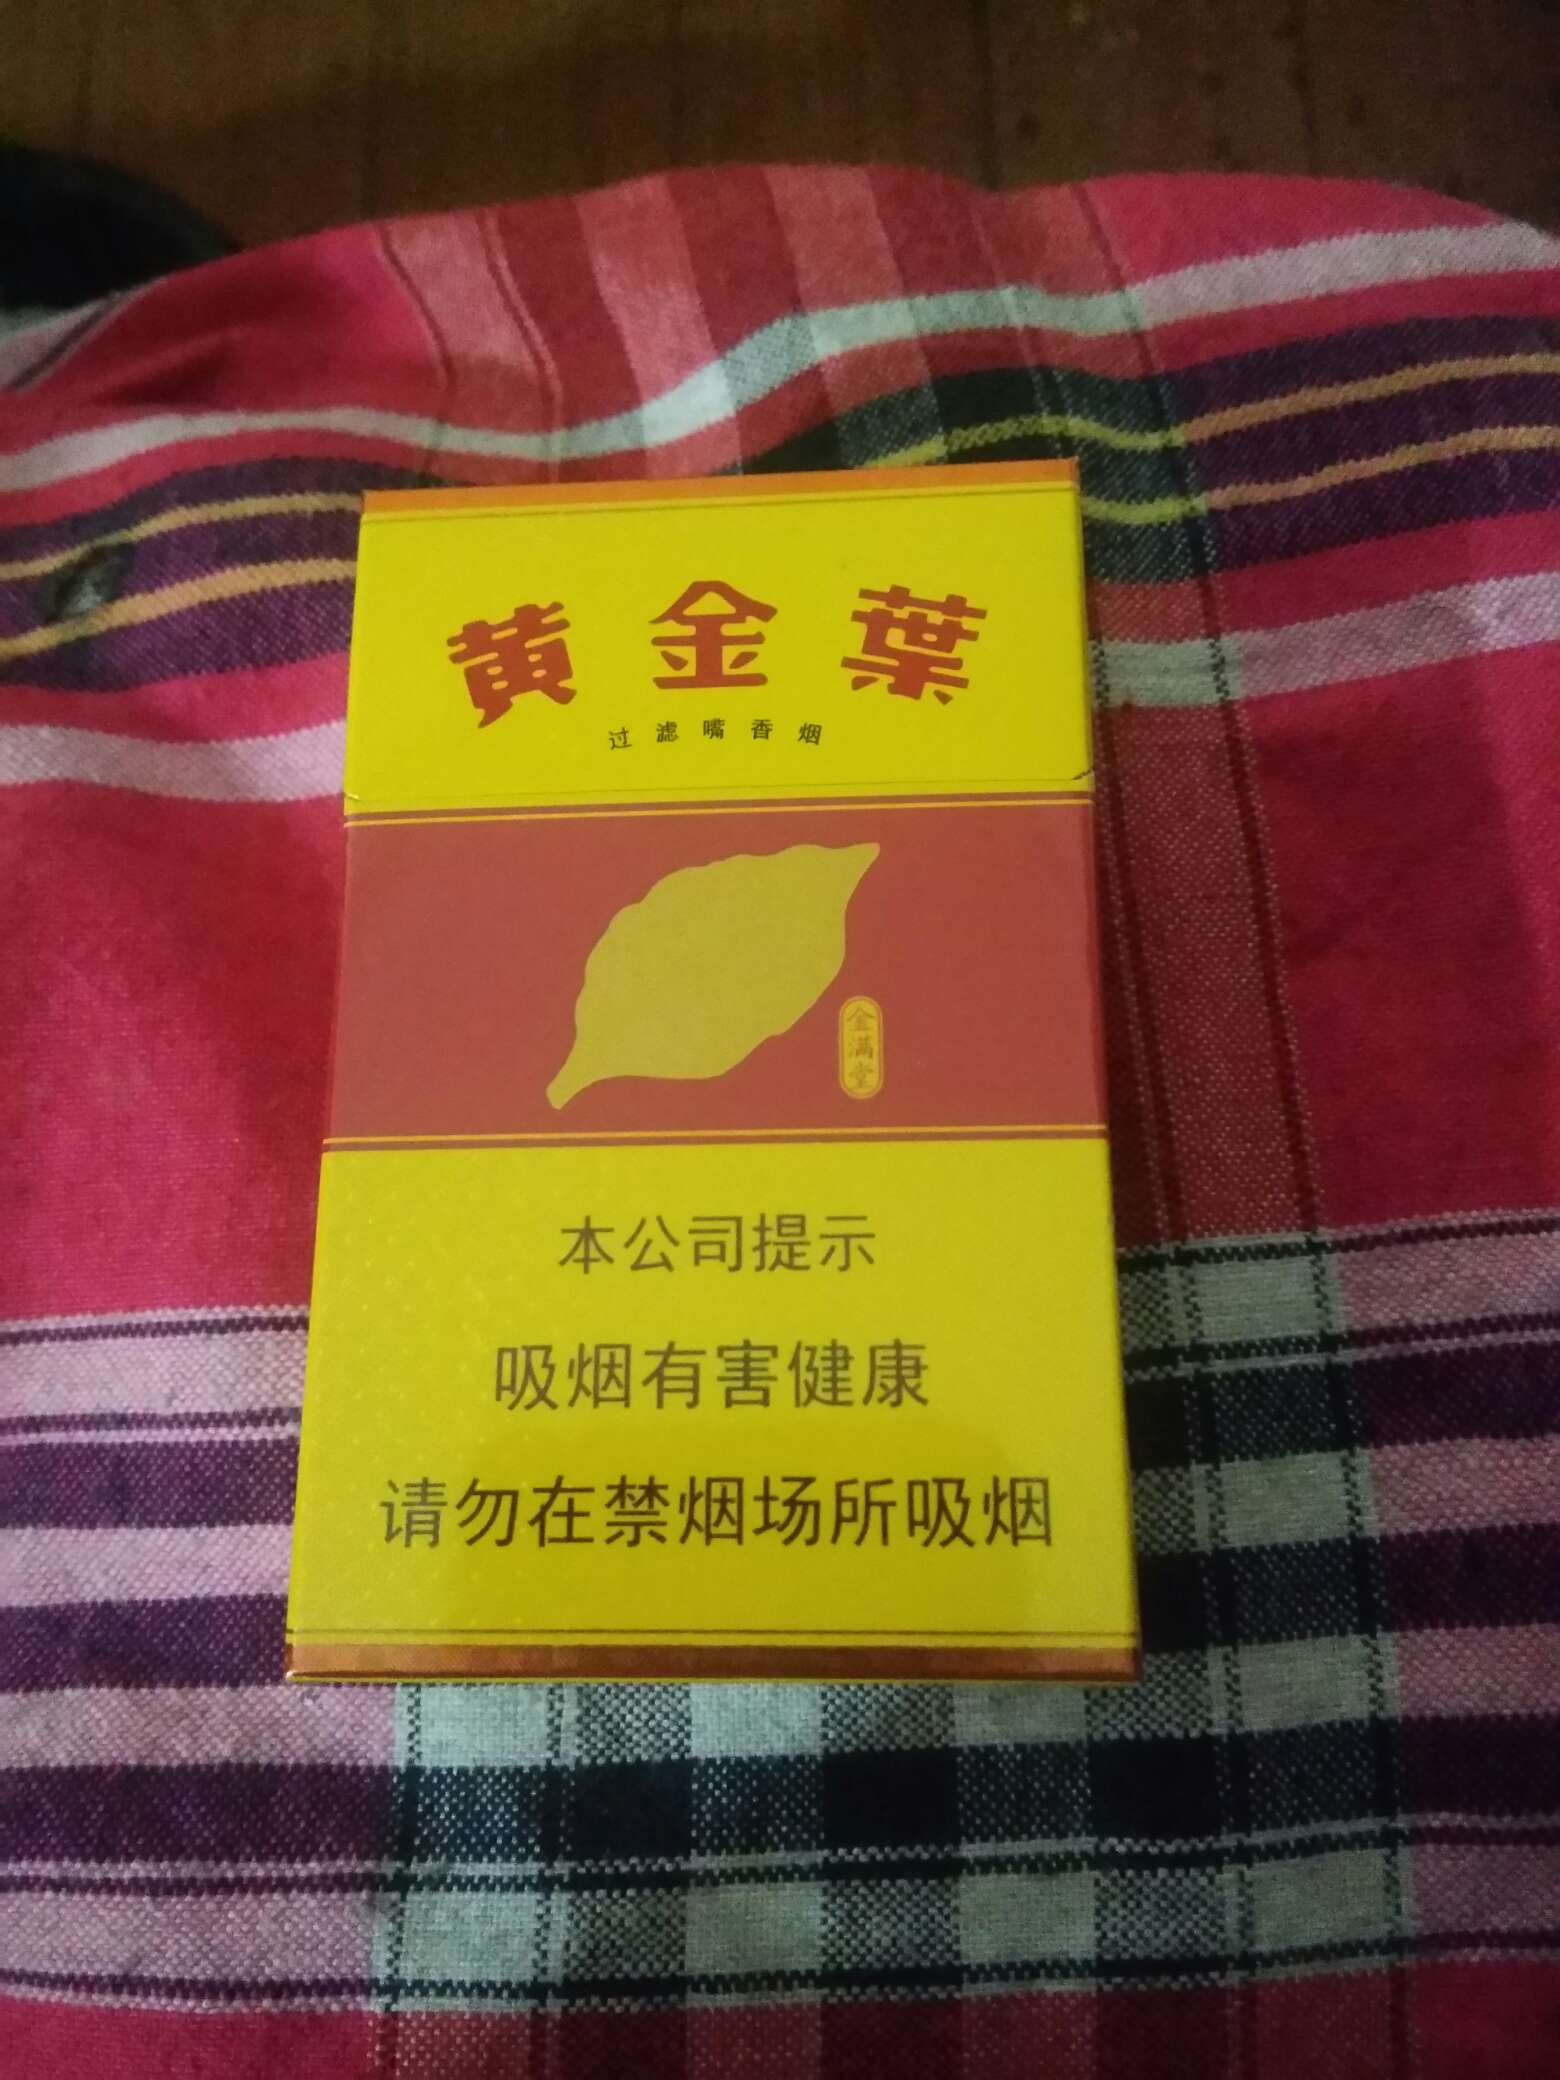 黄金葉
过滤嘴香烟
金满堂
本公司提示
吸烟有害健康
请勿在禁烟场所吸烟